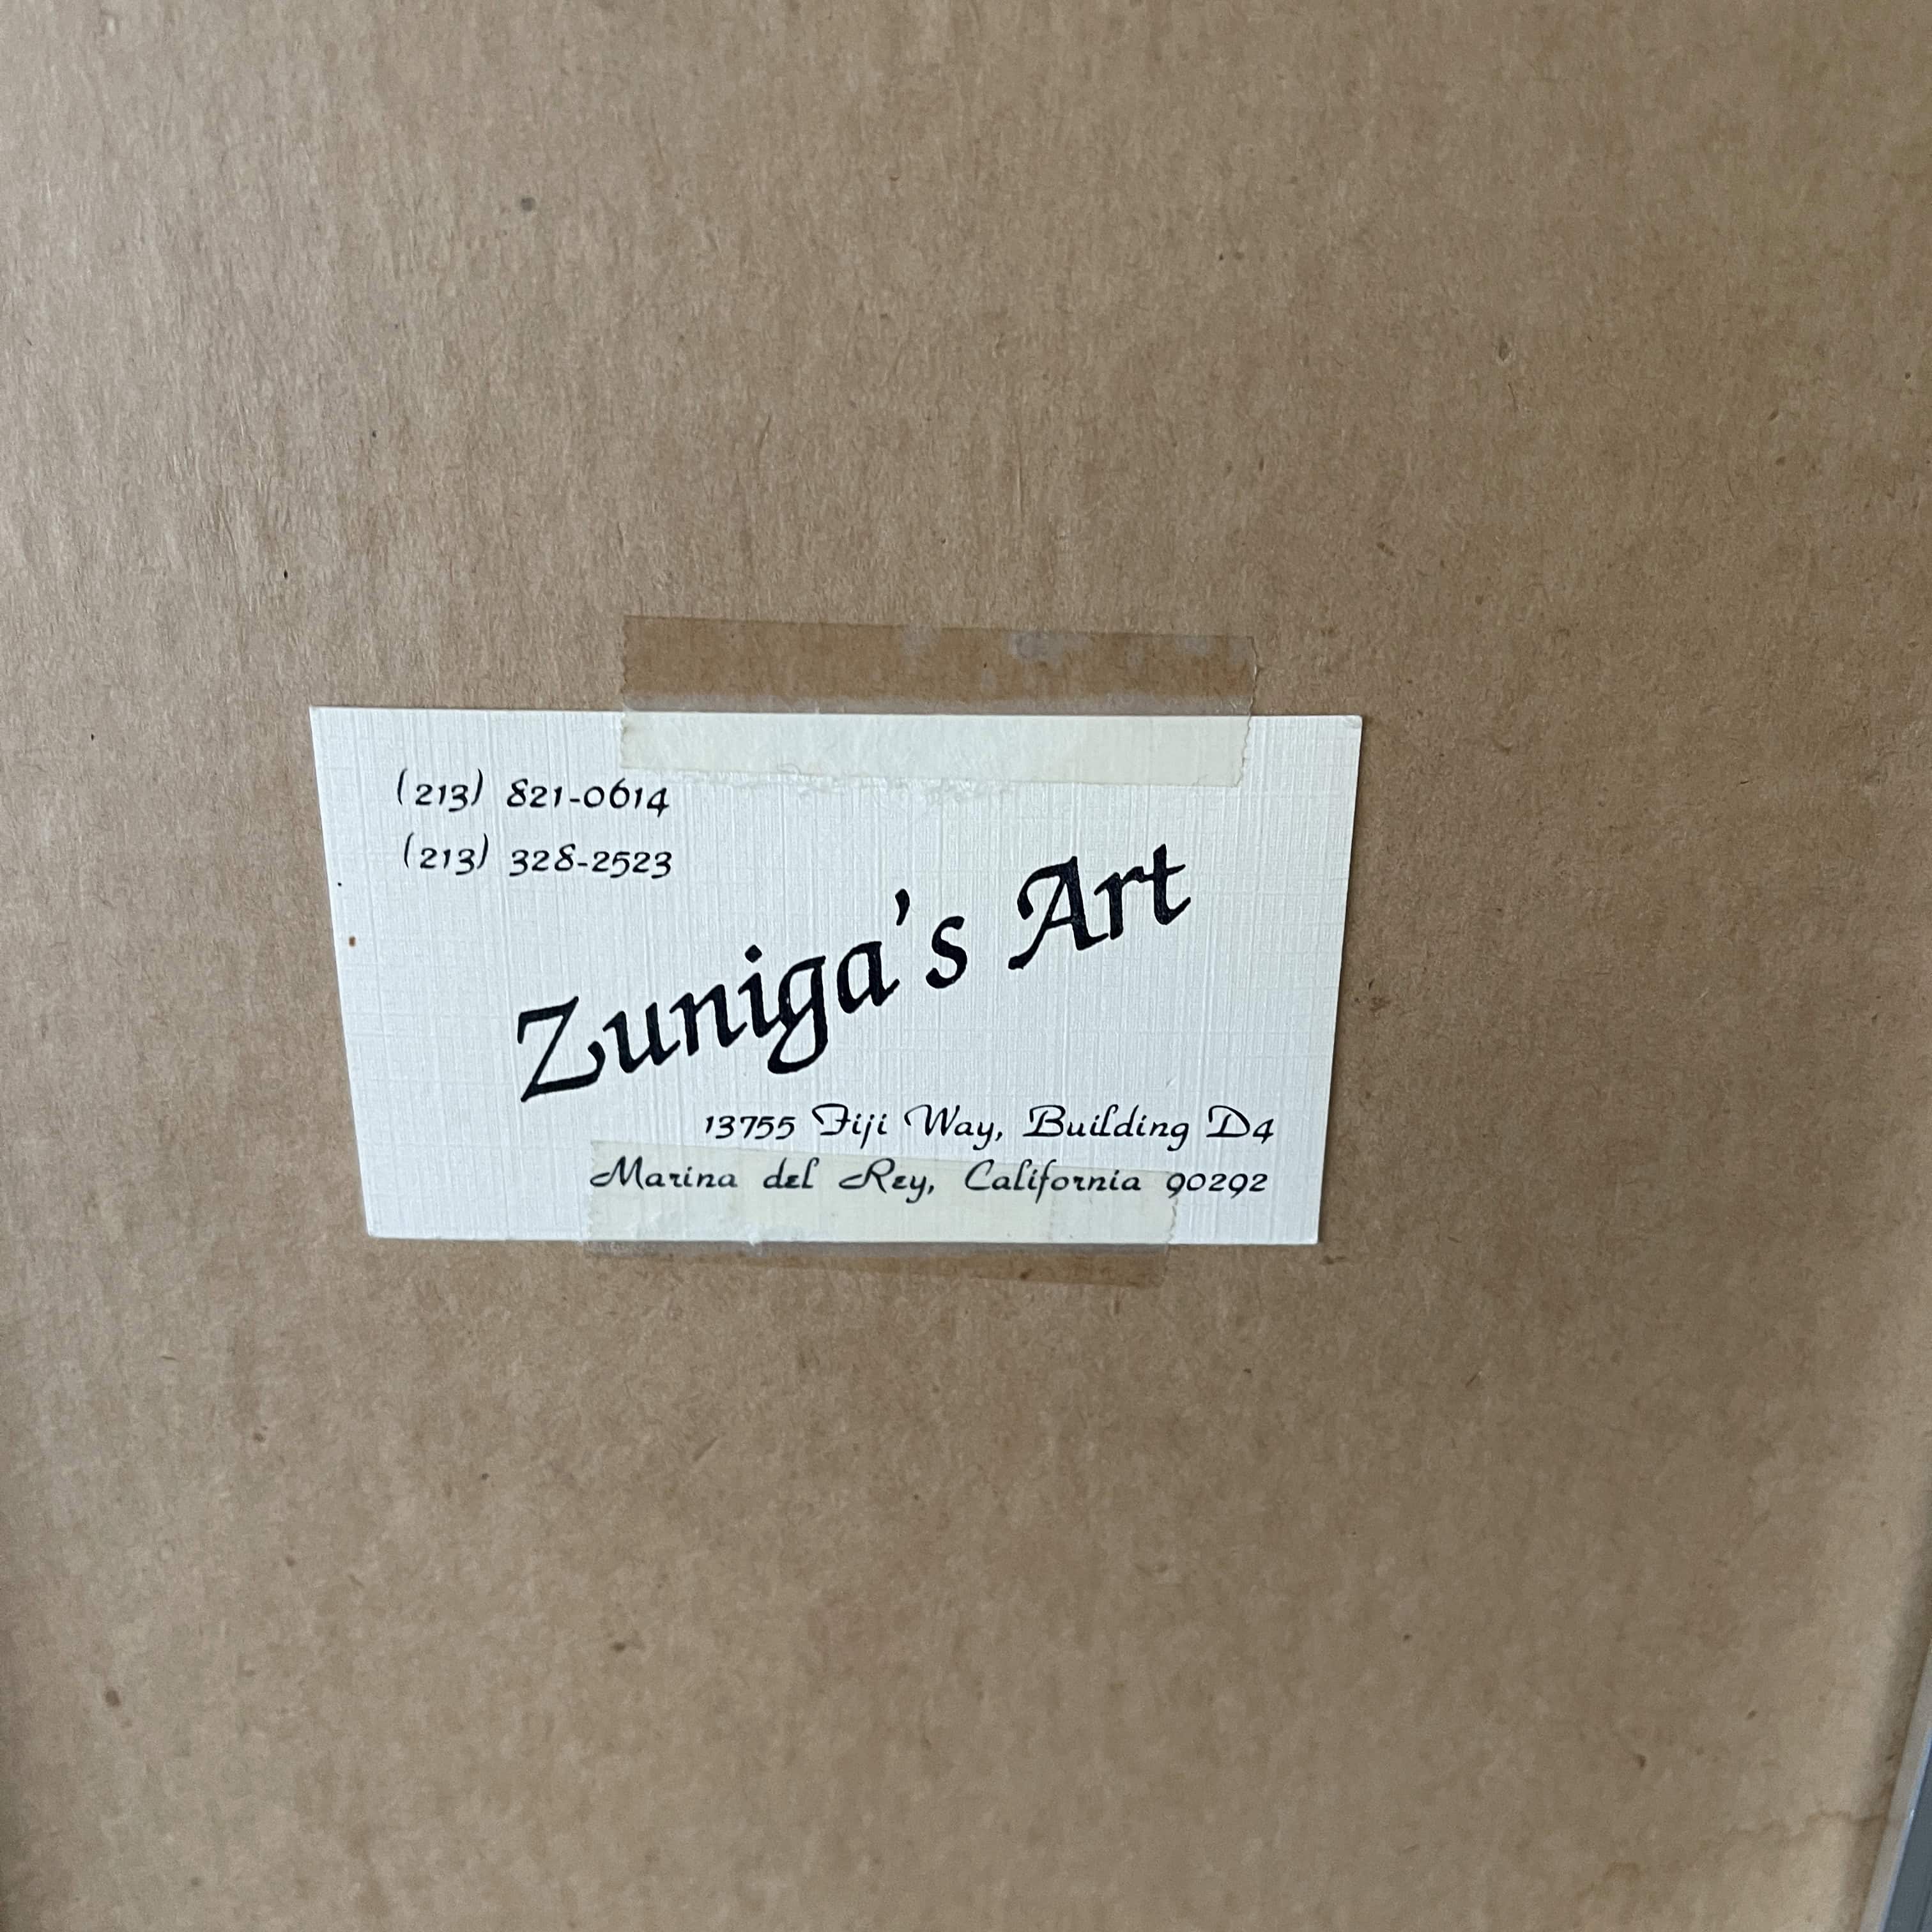 (213) 821-0614
(213) 328-2523
Zuniga's Art
13755 Fiji Way, Building D4
Marina del Rey, California 90292